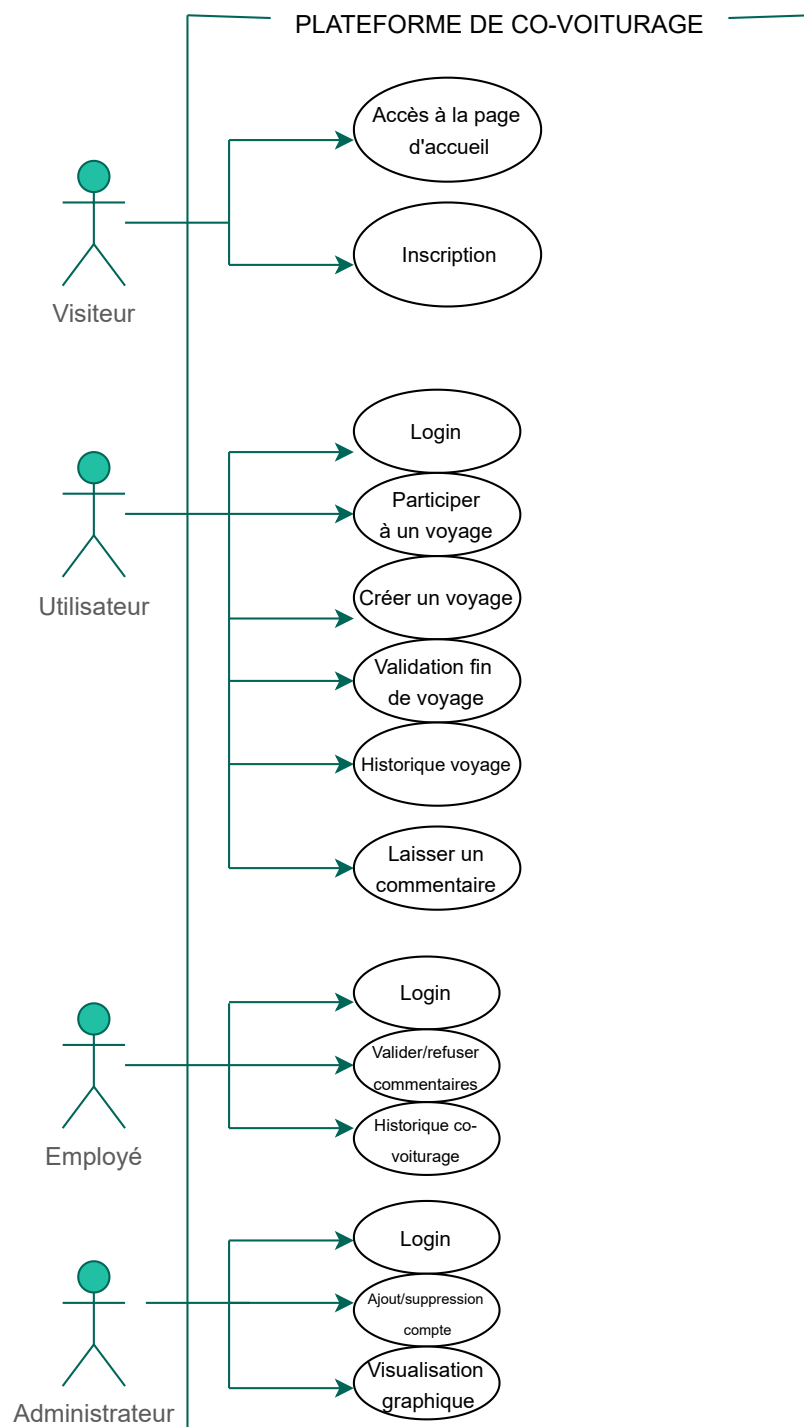 PLATEFORME DE CO-VOITURAGE
Accès à la page
d'accueil
Inscription
Visiteur
Login
Participer
à un voyage
Créer un voyage
Utilisateur
Validation fin
de voyage
Historique voyage
Laisser un
commentaire
Login
Valider/refuser
commentaires
Historique co-
voiturage
Employé
Login
Ajout/suppression
compte
Visualisation
graphique
Administrateur